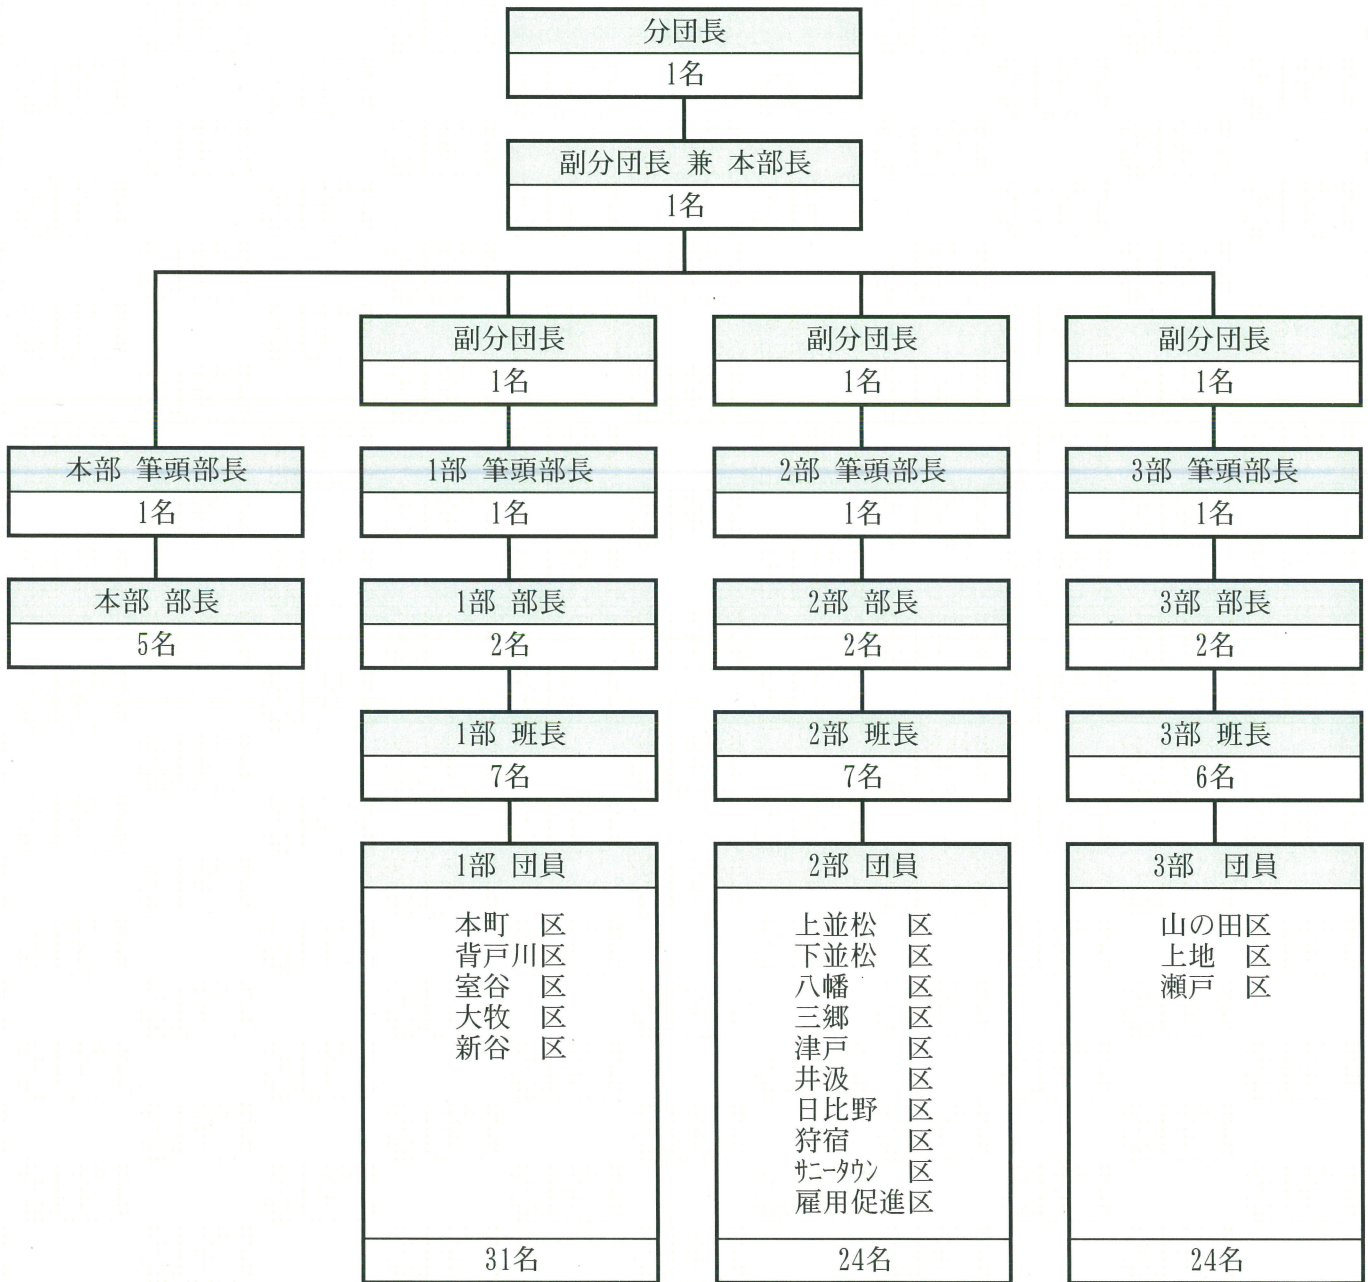 分団長
1名
副分団長 兼 本部長
1名
副分団長
1名
副分団長
1名
副分団長
1名
本部 筆頭部長
1名
1部 筆頭部長
1名
2部 筆頭部長
1名
3部 筆頭部長
1名
本部 部長
5名
1部 部長
2名
2部 部長
2名
3部 部長
2名
1部 班長
7名
2部 班長
7名
3部 班長
6名
1部 団員
本町 区
背戸川区
室谷 区
大牧 区
新谷 区
31名
2部 団員
上並松 区
下並松 区
八幡 区
三郷 区
津戸 区
井汲 区
日比野 区
狩宿 区
ｻﾆｰﾀｳﾝ 区
雇用促進区
24名
3部 団員
山の田区
上地 区
瀬戸 区
24名